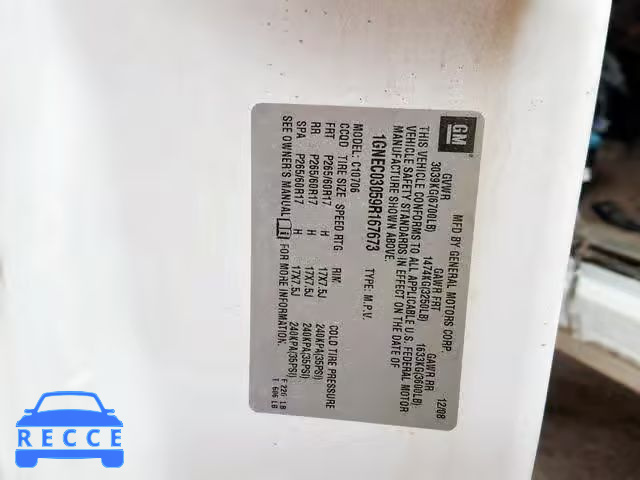 GM
MFD BY GENERAL MOTORS CORP. 12/08
GVWR GAWR FRT GAWR RR
3039KG(6700LB) 1474KG(3250LB) 1633KG(3600LB)
THIS VEHICLE CONFORMS TO ALL APPLICABLE U.S. FEDERAL MOTOR
VEHICLE SAFETY STANDARDS IN EFFECT ON THE DATE OF
MANUFACTURE SHOWN ABOVE.
1GNEC03059R167673 TYPE: M.P.V.
MODEL: C10706
CCQD TIRE SIZE SPEED RTG RIM COLD TIRE PRESSURE
FRT P265/60R17 H 17X7.5J 240KPA(35PSI)
RR P265/60R17 H 17X7.5J 240KPA(35PSI)
SPA P265/60R17 H 17X7.5J 240KPA(35PSI)
SEE OWNER'S MANUAL FOR MORE INFORMATION
T 606 LB
RECCE